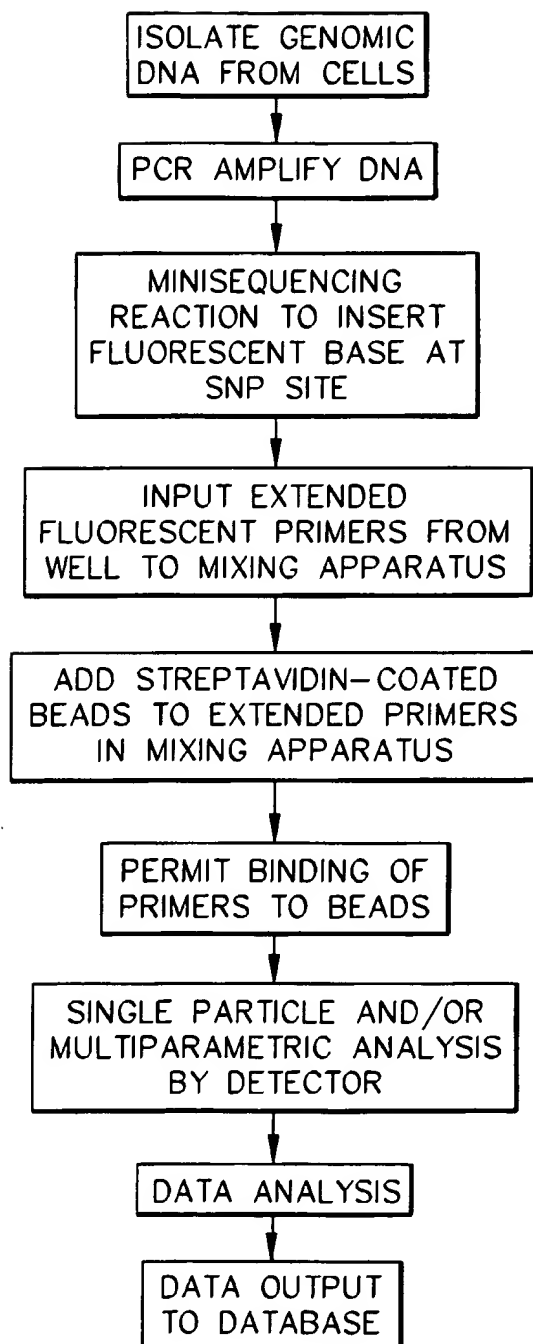 ISOLATE GENOMIC
DNA FROM CELLS
PCR AMPLIFY DNA
MINISEQUENCING
REACTION TO INSERT
FLUORESCENT BASE AT
SNP SITE
INPUT EXTENDED
FLUORESCENT PRIMERS FROM
WELL TO MIXING APPARATUS
ADD STREPTAVIDIN-COATED
BEADS TO EXTENDED PRIMERS
IN MIXING APPARATUS
PERMIT BINDING OF
PRIMERS TO BEADS
SINGLE PARTICLE AND/OR
MULTIPARAMETRIC ANALYSIS
BY DETECTOR
DATA ANALYSIS
DATA OUTPUT
TO DATABASE